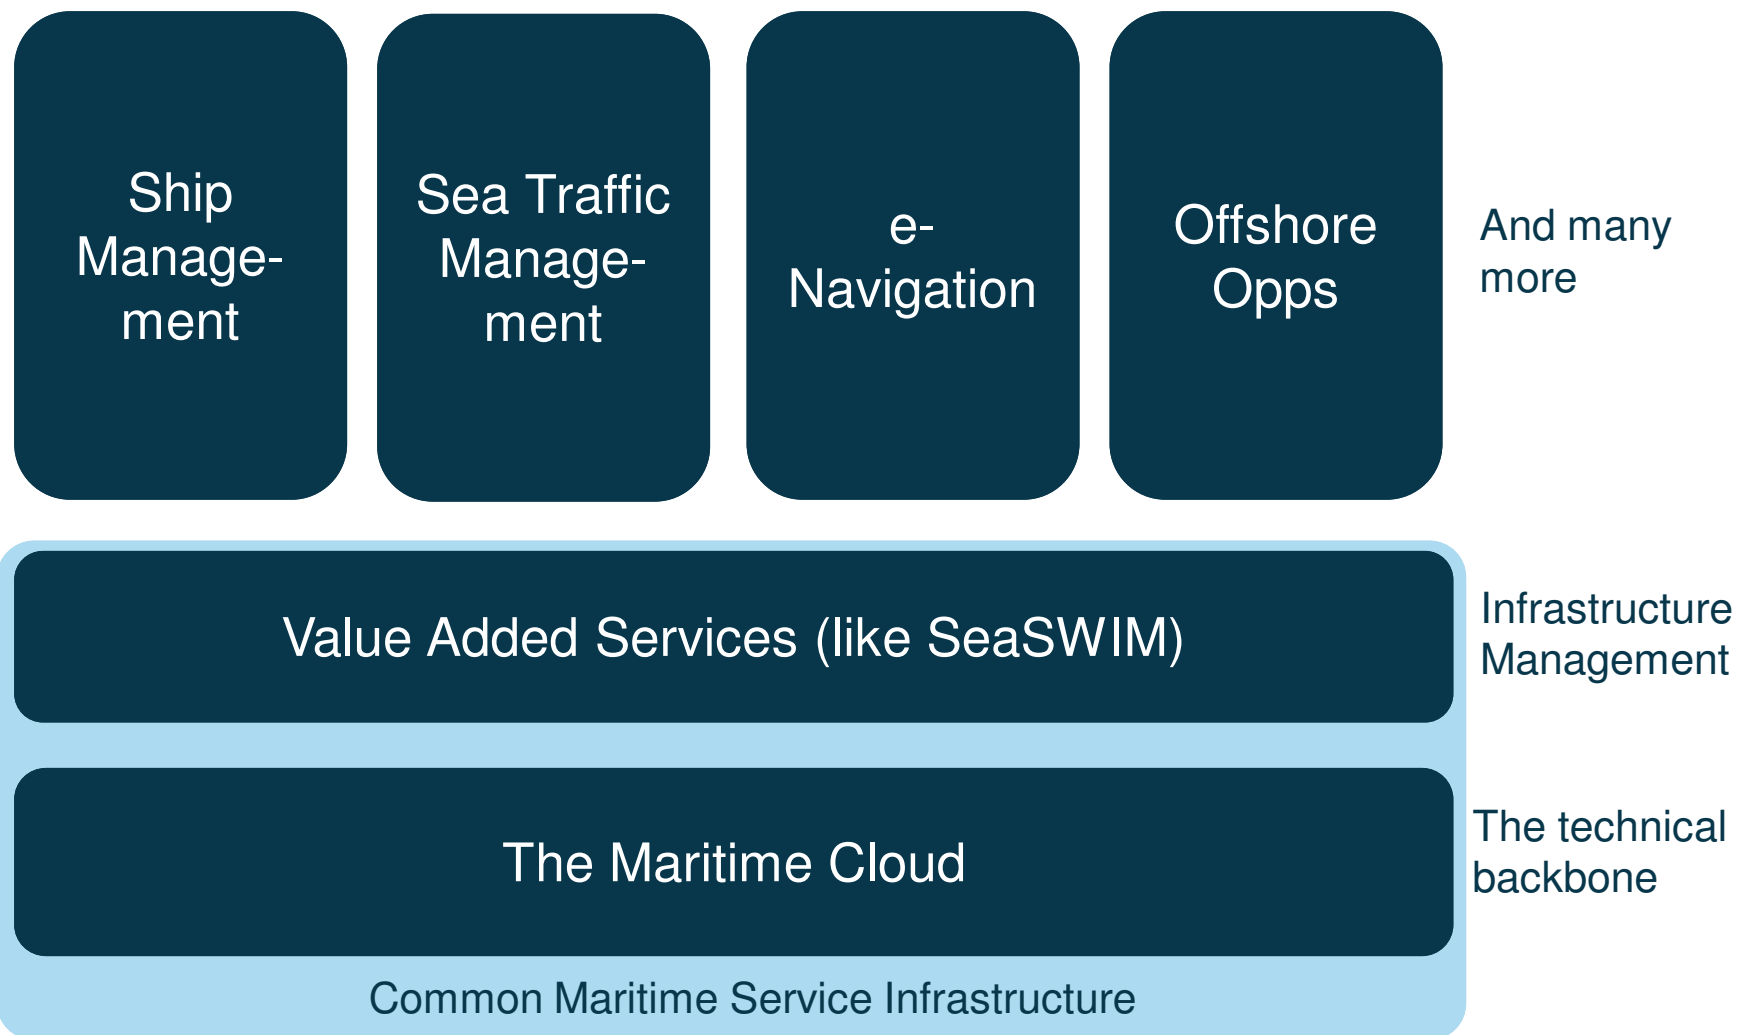 Ship
Manage-
ment
Sea Traffic
Manage-
ment
e-
Navigation
Offshore
Opps
And many
more
Value Added Services (like SeaSWIM)
Infrastructure
Management
The Maritime Cloud
The technical
backbone
Common Maritime Service Infrastructure